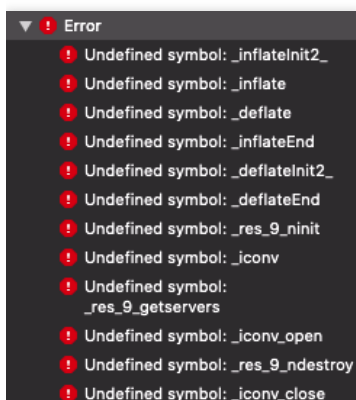 Error
Undefined symbol: _inflateInit2_
Undefined symbol: _inflate
Undefined symbol: _deflate
Undefined symbol: _inflateEnd
Undefined symbol: _deflateInit2_
Undefined symbol: _deflateEnd
Undefined symbol: _res_9_ninit
Undefined symbol: _iconv
Undefined symbol:
_res_9_getservers
Undefined symbol: _iconv_open
Undefined symbol: _res_9_ndestroy
Undefined symbol: _iconv_close